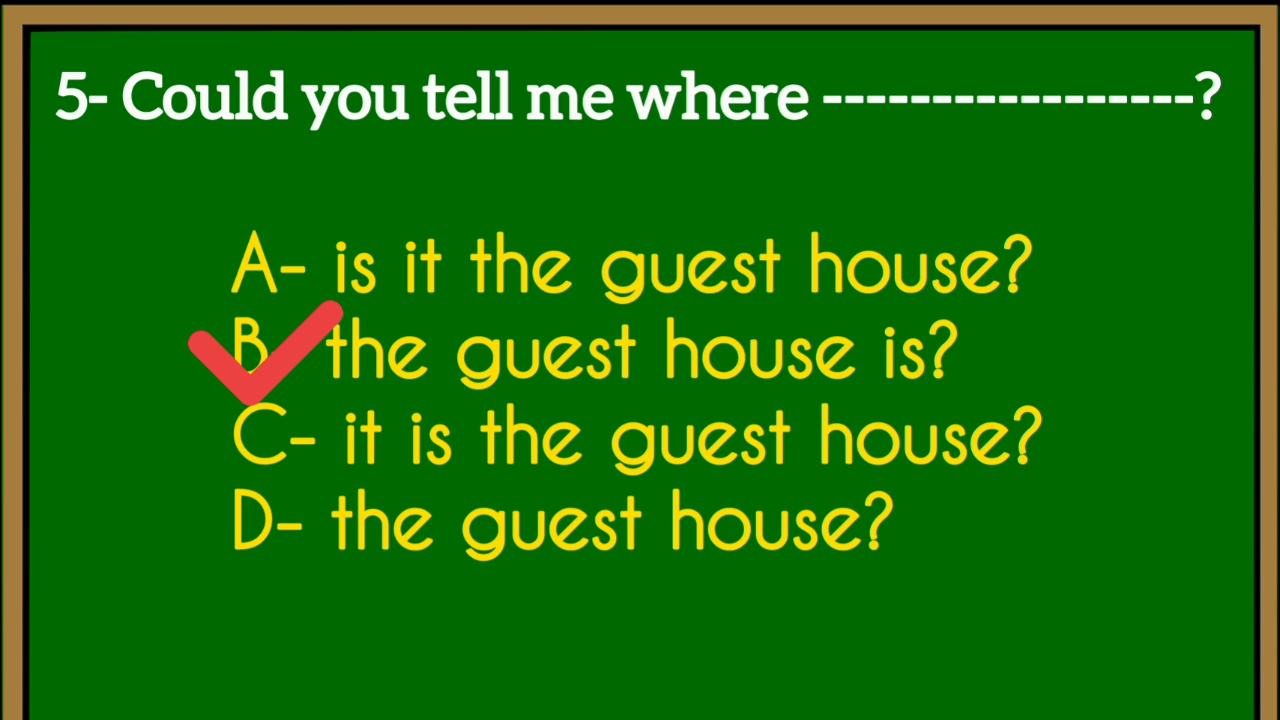 5- Could you tell me where -----------------?
A- is it the guest house?
B- the guest house is?
C- it is the guest house?
D- the guest house?